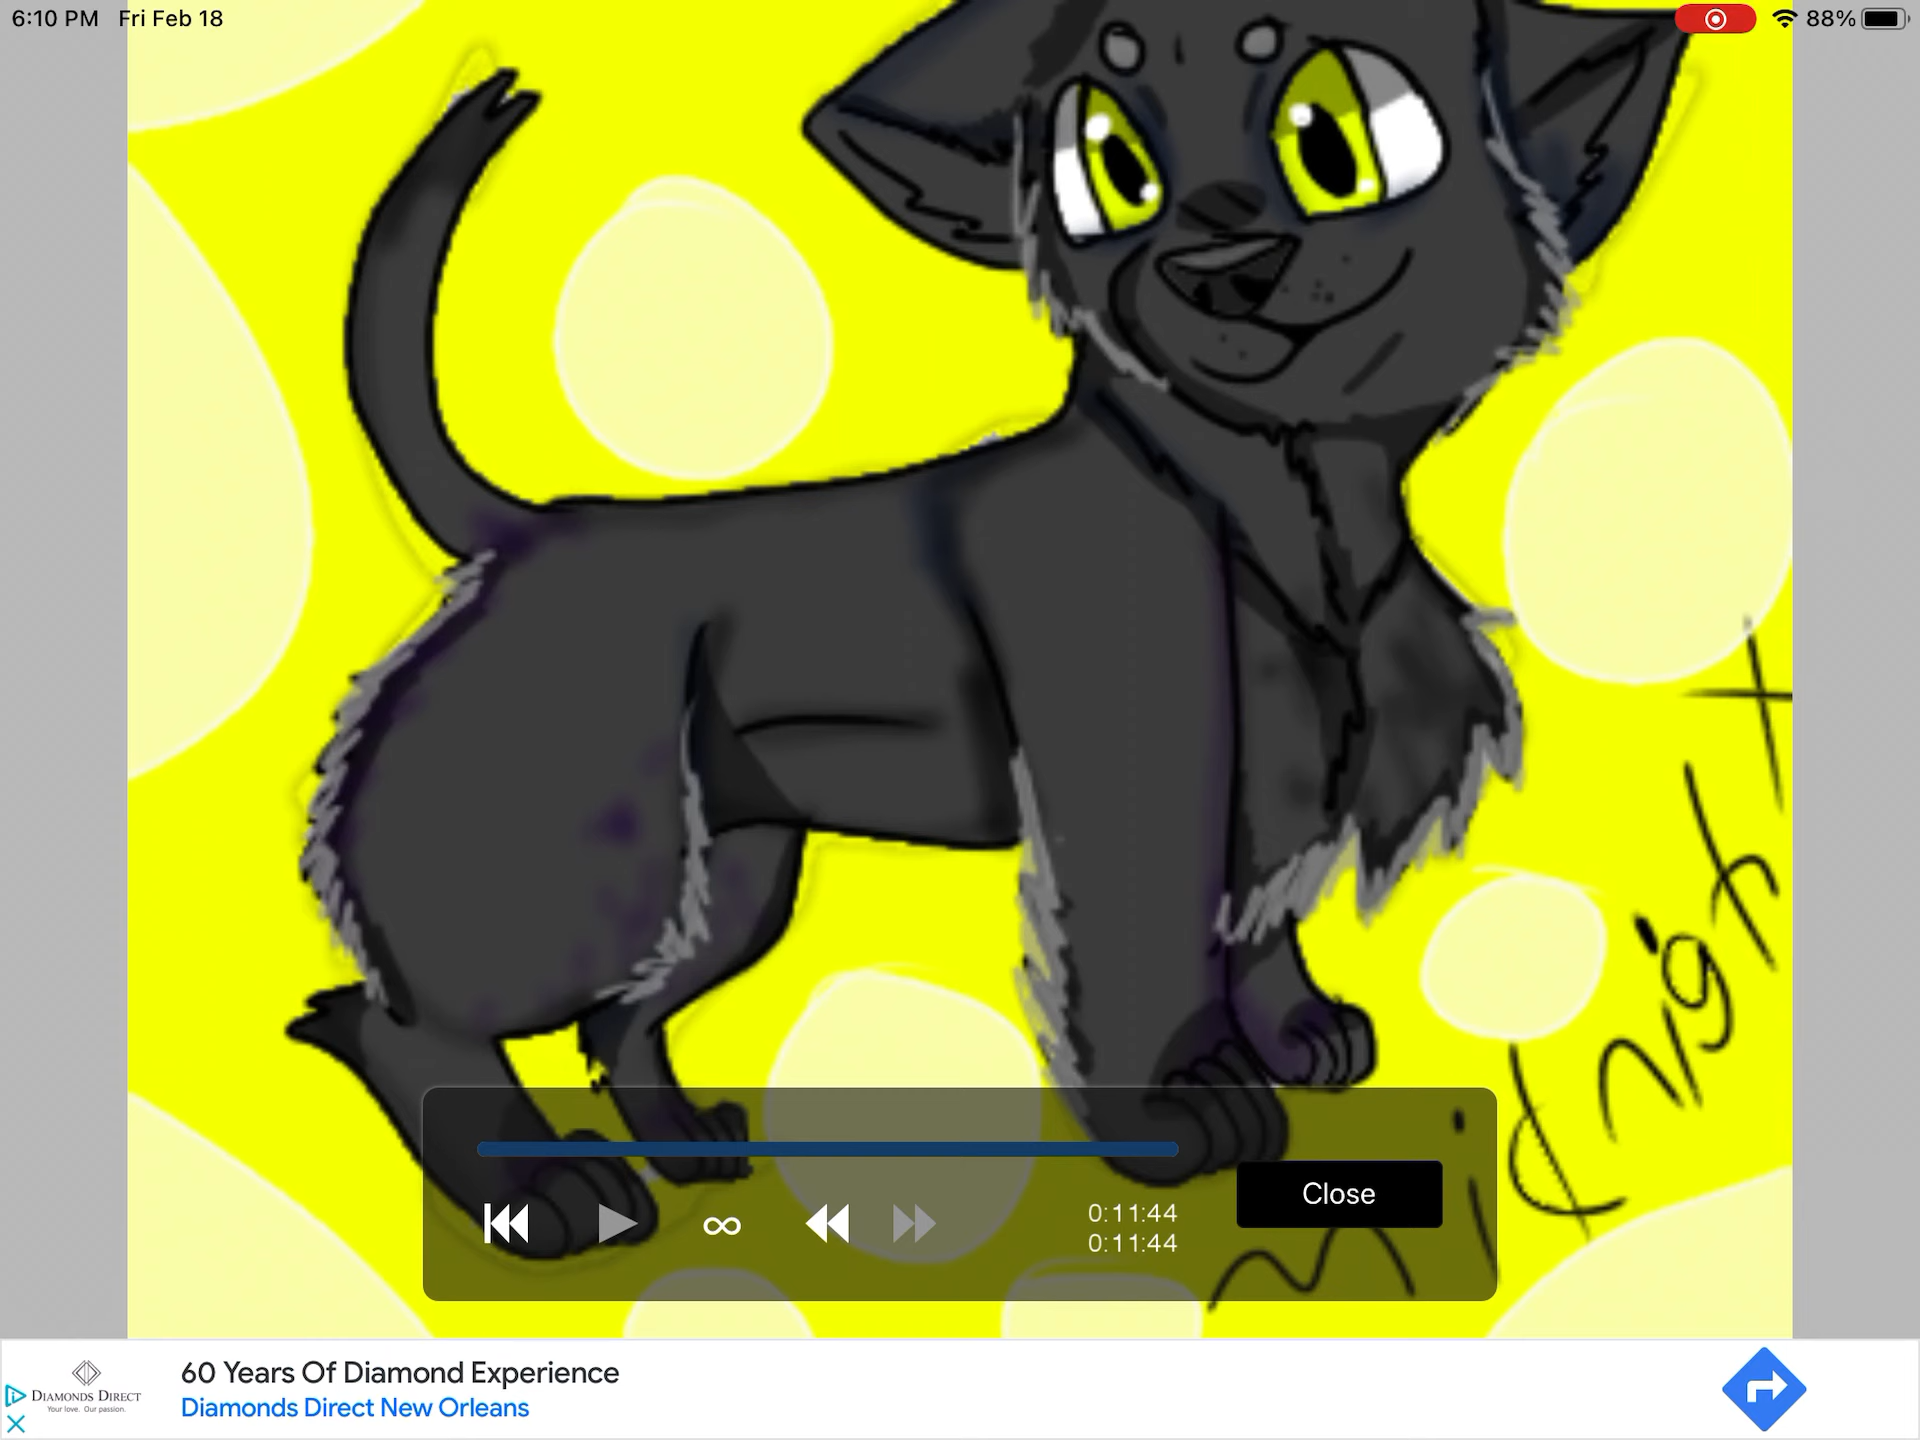 6:10 PM Fri Feb 18
88%
Midnight
0:11:44
0:11:44
Close
DIAMONDS DIRECT
Your love. Our passion.
60 Years Of Diamond Experience
Diamonds Direct New Orleans